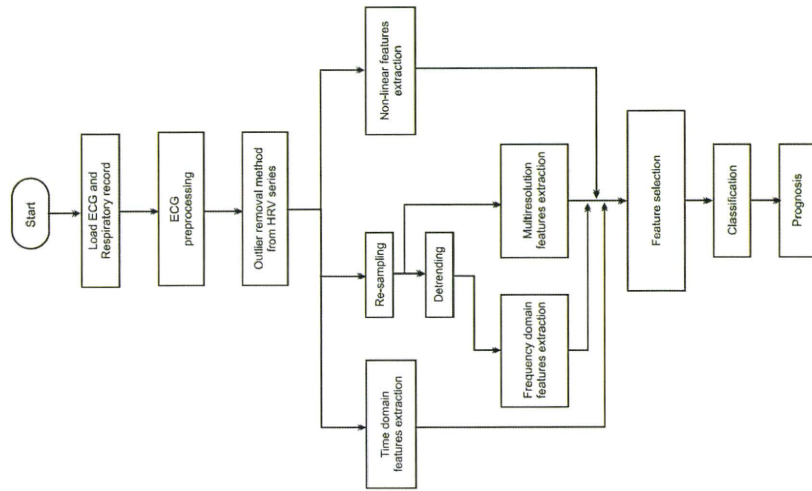 Start
Load ECG and
Respiratory record
ECG
preprocessing
Outlier removal method
from HRV series
Time domain
features extraction
Re-sampling
Non-linear features
extraction
Detrending
Frequency domain
features extraction
Multiresolution
features extraction
Feature selection
Classification
Prognosis